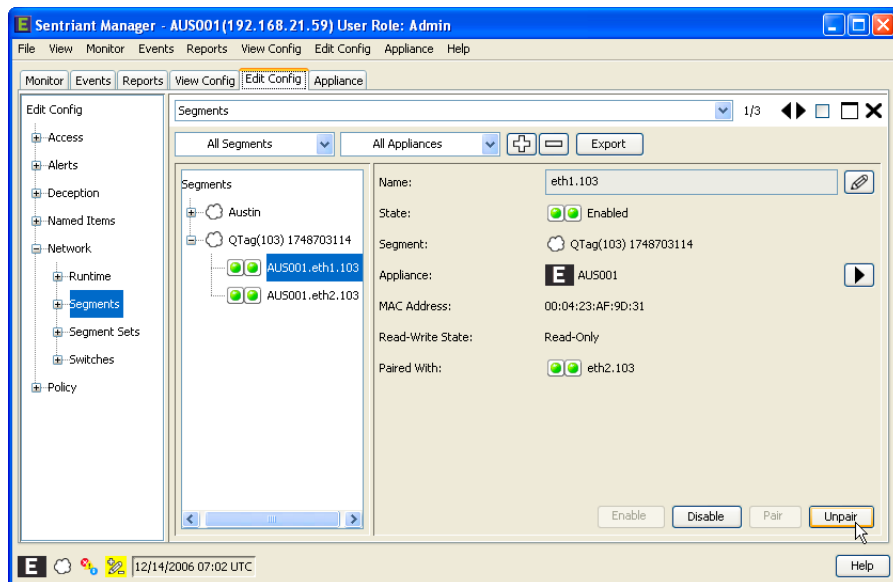 E Sentriant Manager - AUS001(192.168.21.59) User Role: Admin
File View Monitor Events Reports View Config Edit Config Appliance Help
Monitor Events Reports View Config Edit Config Appliance
Edit Config
Access
Alerts
Deception
Named Items
Network
Runtime
Segments
Segment Sets
Switches
Policy
Segments 1/3
All Segments All Appliances Export
Segments
Austin
QTag(103) 1748703114
AUS001.eth1.103
AUS001.eth2.103
Name: eth1.103
State: Enabled
Segment: QTag(103) 1748703114
Appliance: E AUS001
MAC Address: 00:04:23:AF:9D:31
Read-Write State: Read-Only
Paired With: eth2.103
Enable Disable Pair Unpair
E 12/14/2006 07:02 UTC Help